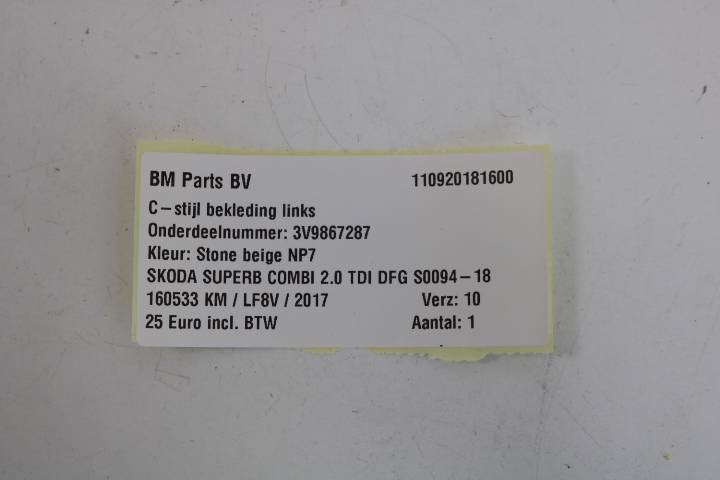 BM Parts BV 110920181600
C-stijl bekleding links
Onderdeelnummer: 3V9867287
Kleur: Stone beige NP7
SKODA SUPERB COMBI 2.0 TDI DFG S0094-18
160533 KM / LF8V / 2017 Verz: 10
25 Euro incl. BTW Aantal: 1